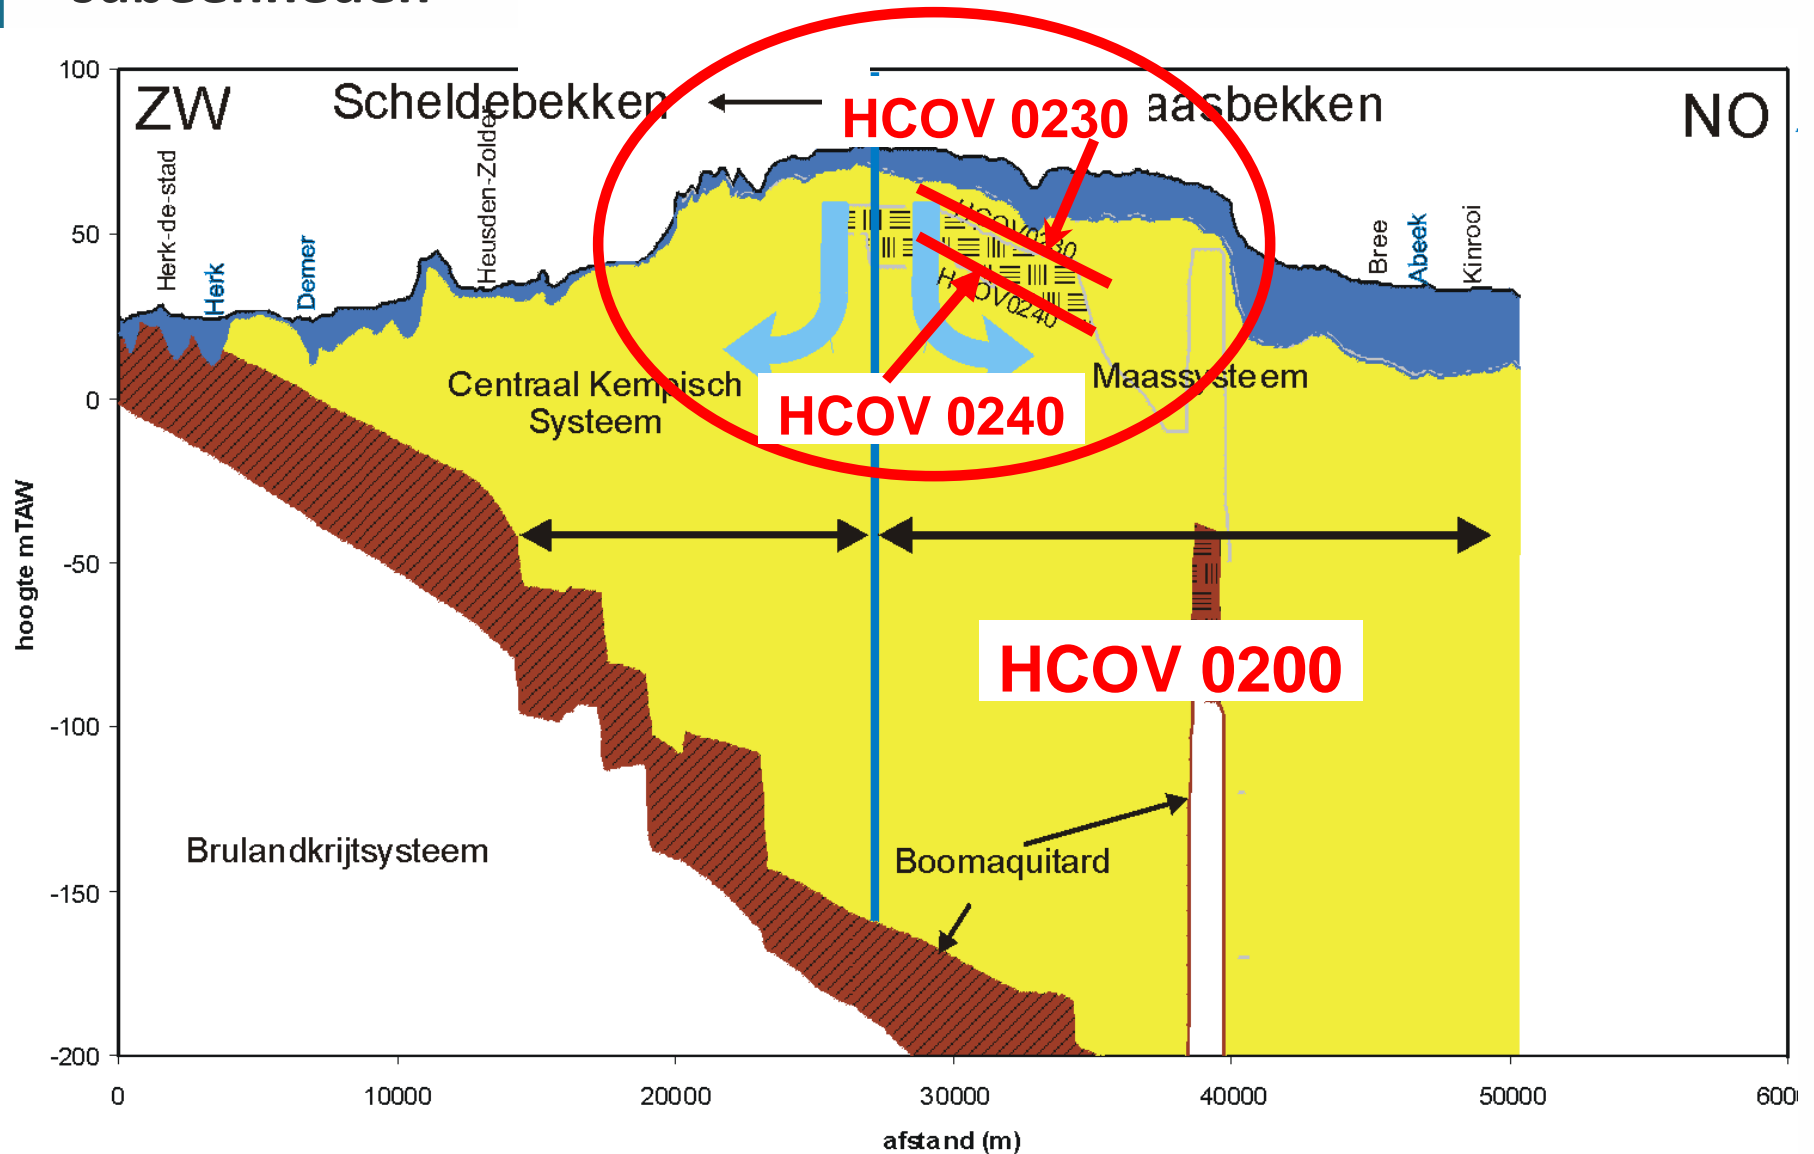 100
ZW
Scheldebekken
HCOV 0230
aasbekken
NO
Herk-de-stad
Herk
Demer
Heusden-Zolder
Bree
Abeek
Kinrooi
50
HCOV0230
HCOV0240
Centraal Kempisch
Systeem
Maassysteem
HCOV 0240
0
hoogte mTAW
-50
HCOV 0200
-100
Brulandkrijtsysteem
Boomaquitard
-150
-200
0 10000 20000 30000 40000 50000
afstand (m)